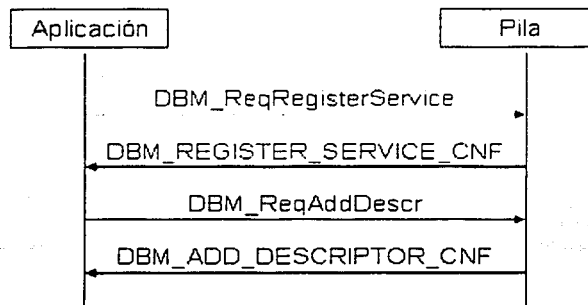 Aplicación
Pila
DBM_ReqRegisterService
DBM_REGISTER_SERVICE_CNF
DBM_ReqAddDescr
DBM_ADD_DESCRIPTOR_CNF